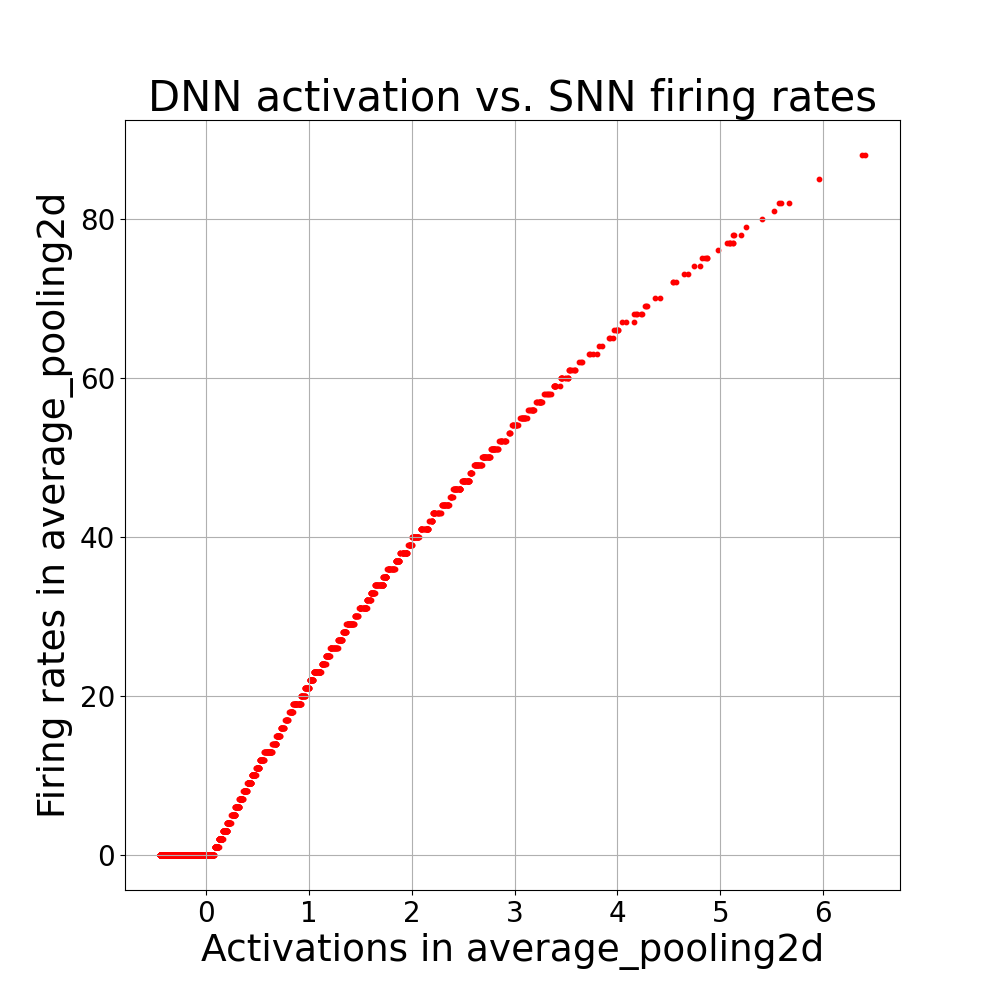 DNN activation vs. SNN firing rates
Firing rates in average_pooling2d
80
60
40
20
0
0 1 2 3 4 5 6
Activations in average_pooling2d